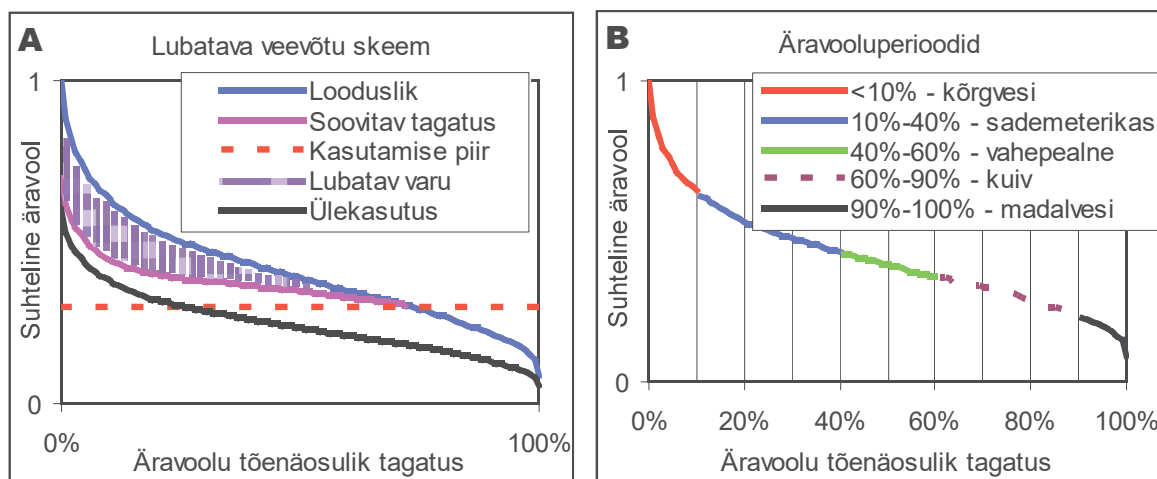 A
Lubatava veevõtu skeem
Looduslik
Soovitav tagatus
Kasutamise piir
Lubatav varu
Ülekasutus
1
Suhteline äravool
0
0%
100%
Äravoolu tõenäosulik tagatus
B
Äravooluperioodid
<10% - kõrgvesi
10%-40% - sademeterikas
40%-60% - vahepealne
60%-90% - kuiv
90%-100% - madalvesi
1
Suhteline äravool
0
0%
20%
40%
60%
80%
100%
Äravoolu tõenäosulik tagatus